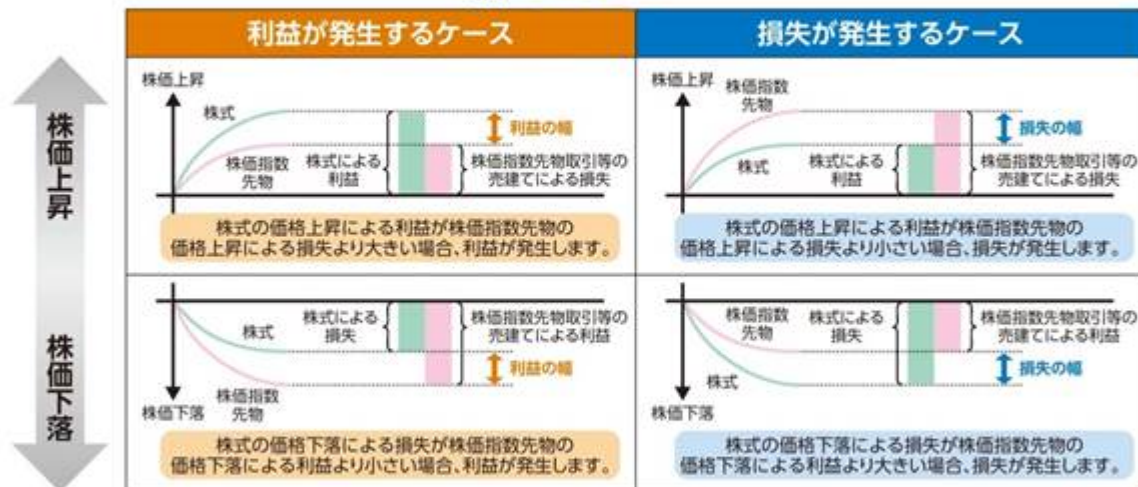 利益が発生するケース
損失が発生するケース
株価上昇
株価上昇
株式
株価指数
先物
株式による
利益
利益の幅
株価指数先物取引等の
売建てによる損失
株式の価格上昇による利益が株価指数先物の
価格上昇による損失より大きい場合、利益が発生します。
株価上昇
株価指数
先物
株式
株式による
利益
損失の幅
株価指数先物取引等の
売建てによる損失
株式の価格上昇による利益が株価指数先物の
価格上昇による損失より小さい場合、損失が発生します。
株価下落
株式
株式による
損失
株価指数先物取引等の
売建てによる利益
利益の幅
株価指数
先物
株価下落
株式の価格下落による損失が株価指数先物の
価格下落による利益より小さい場合、利益が発生します。
株価指数
先物
株式による
損失
株価指数先物取引等の
売建てによる利益
株式
損失の幅
株価下落
株式の価格下落による損失が株価指数先物の
価格下落による利益より大きい場合、損失が発生します。